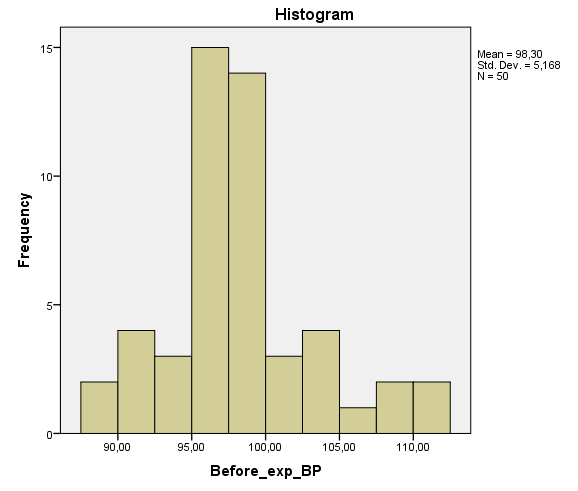 Histogram
Mean = 98,30
Std. Dev. = 5,168
N = 50
15
10
5
0
Frequency
90,00 95,00 100,00 105,00 110,00
Before_exp_BP